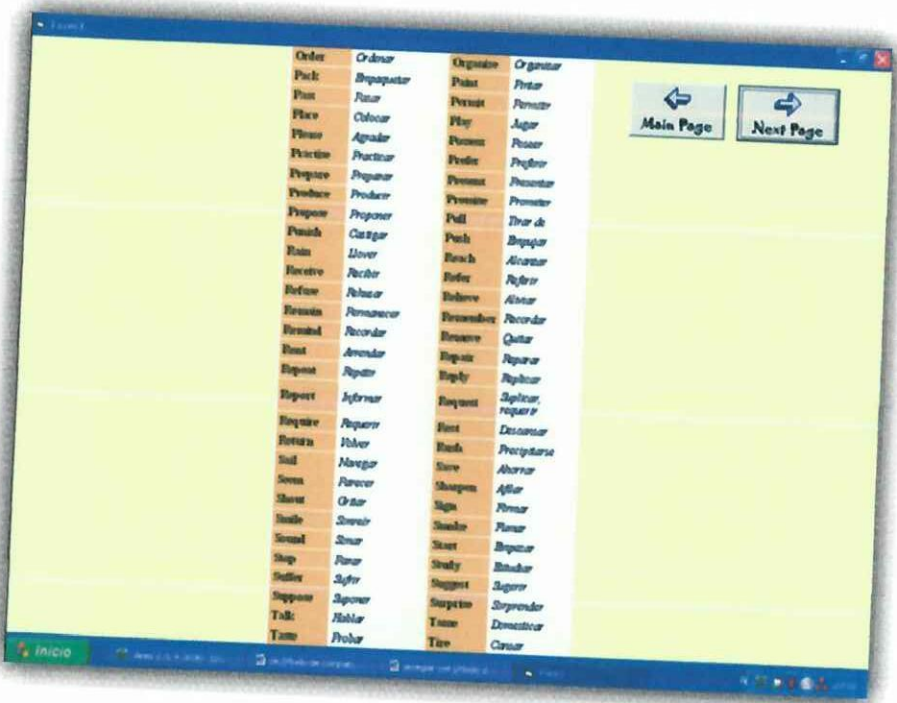 Order Ordenar Organise Organizar
Pack Empaquetar Paint Pintar
Pass Pasar Permit Permitir
Place Colocar Play Jugar
Please Agradar Possess Poseer
Practise Practicar Prefer Preferir
Prepare Preparar Present Presentar
Produce Producir Promise Prometer
Propose Proponer Pull Tirar de
Punish Castigar Push Empujar
Rain Llover Reach Alcanzar
Receive Recibir Refer Referir
Refuse Rehusar Relieve Aliviar
Remain Permanecer Remember Recordar
Remind Recordar Remove Quitar
Rent Arrendar Repair Reparar
Repeat Repetir Reply Replicar
Report Informar Request Suplicar,
requerir
Require Requerir Rest Descansar
Return Volver Rush Precipitarse
Sail Navegar Save Ahorrar
Seem Parecer Sharpen Afilar
Shout Gritar Sign Firmar
Smile Sonreír Smoke Fumar
Sound Sonar Start Empezar
Stop Parar Study Estudiar
Suffer Sufrir Suggest Sugerir
Suppose Suponer Surprise Sorprender
Talk Hablar Tame Domesticar
Taste Probar Tire Cansar
Main Page
Next Page
Inicio